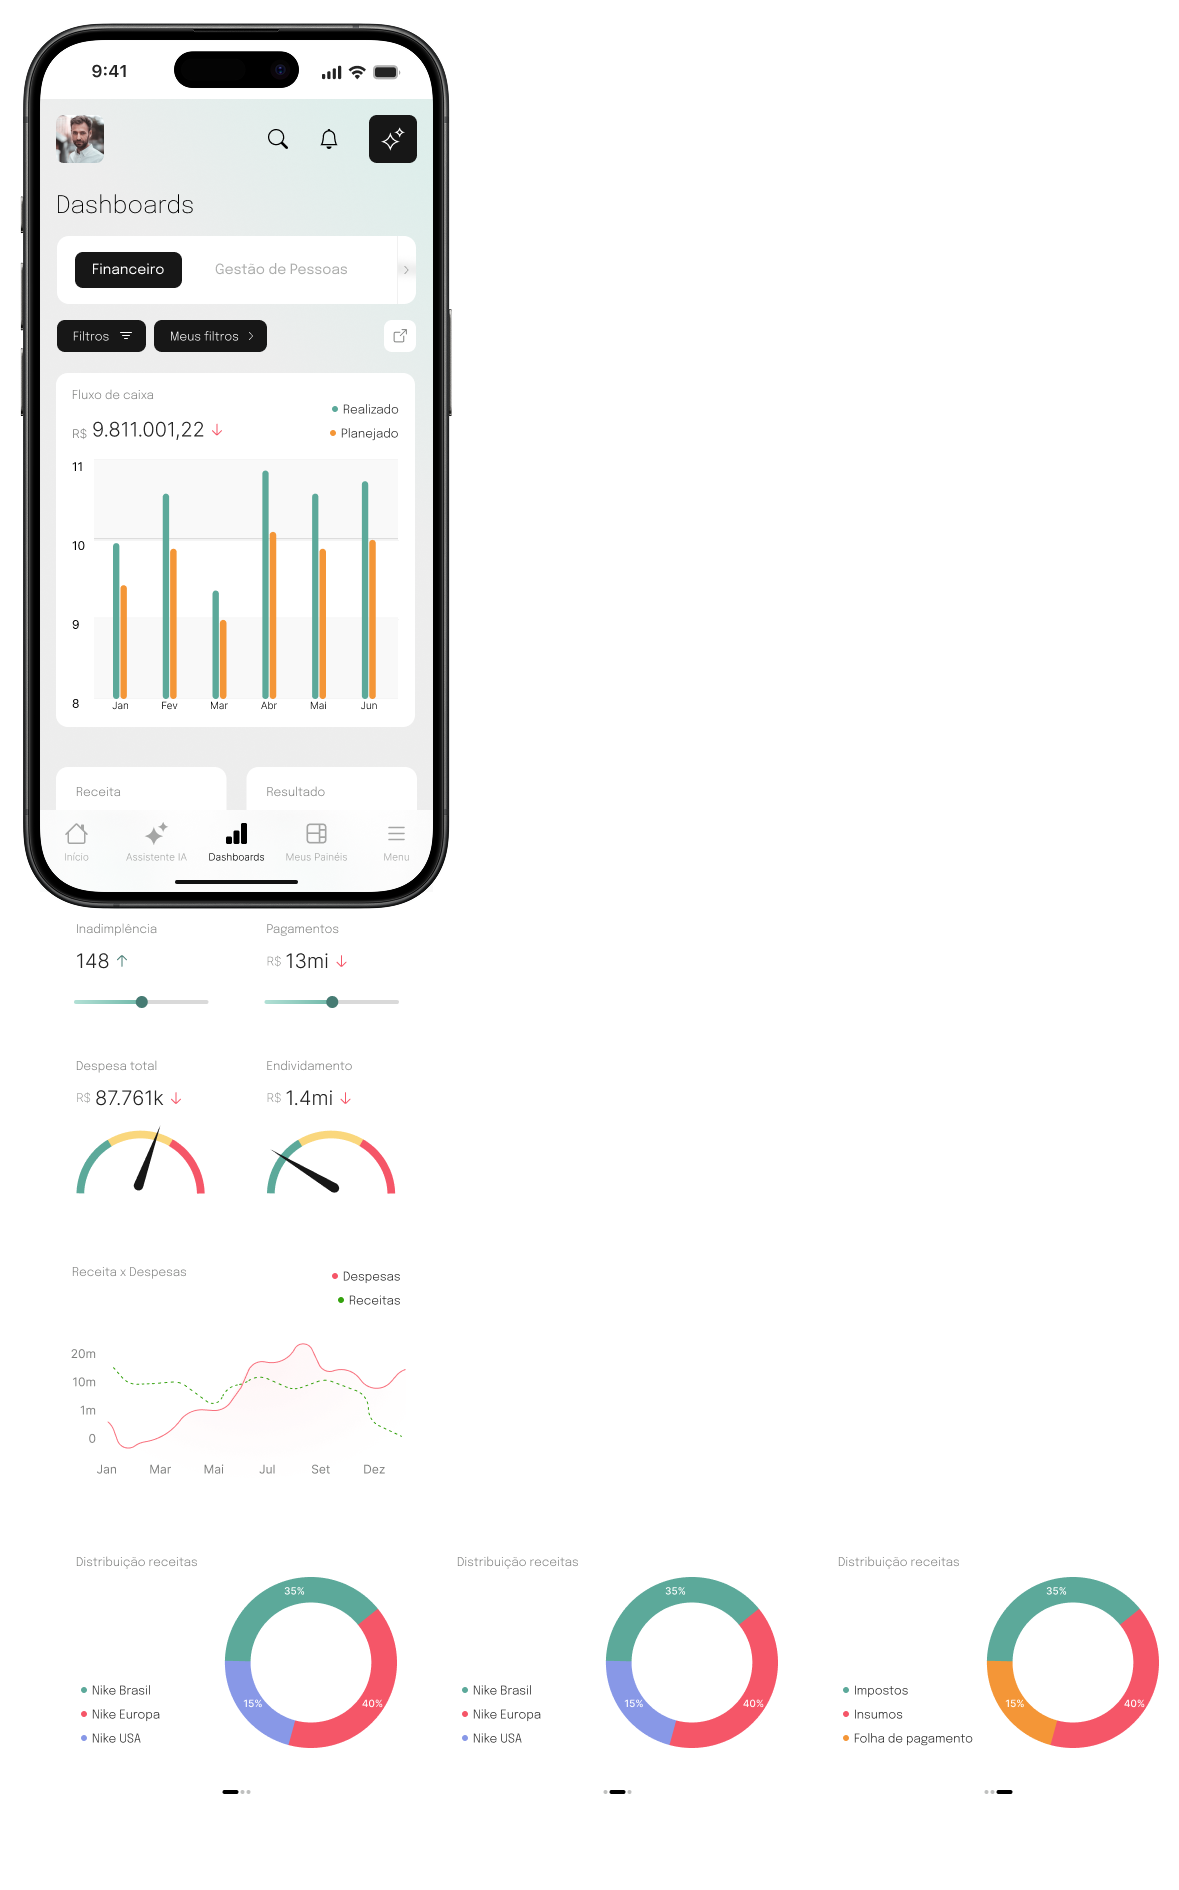 9:41
Dashboards
Financeiro
Gestão de Pessoas
Filtros
Meus filtros
Fluxo de caixa
R$ 9.811.001,22
Realizado
Planejado
11
10
9
8
Jan Fev Mar Abr Mai Jun
Receita
Resultado
Início
Assistente IA
Dashboards
Meus Painéis
Menu
Inadimplência
148
Pagamentos
R$ 13mi
Despesa total
R$ 87.761k
Endividamento
R$ 1.4mi
Receita x Despesas
Despesas
Receitas
20m
10m
1m
0
Jan Mar Mai Jul Set Dez
Distribuição receitas
35%
15%
40%
Nike Brasil
Nike Europa
Nike USA
Distribuição receitas
35%
15%
40%
Nike Brasil
Nike Europa
Nike USA
Distribuição receitas
35%
15%
40%
Impostos
Insumos
Folha de pagamento